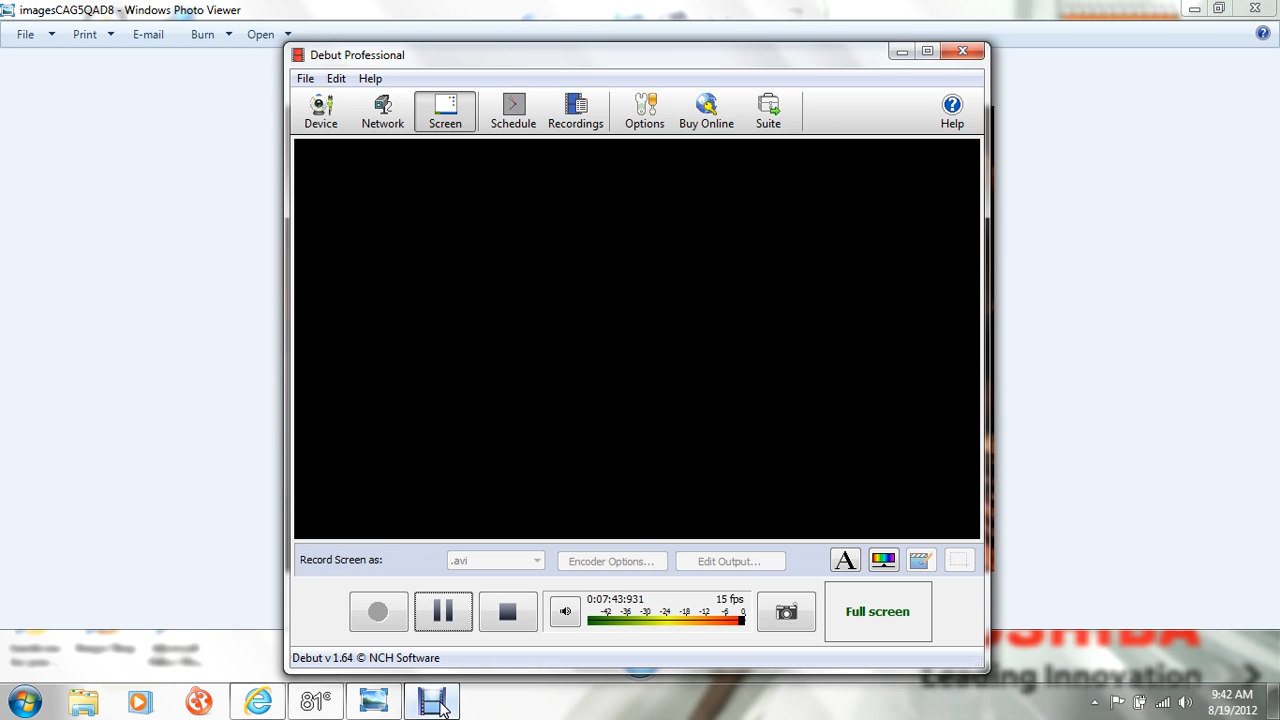 imagesCAG5QAD8 - Windows Photo Viewer
File Print E-mail Burn Open
Debut Professional
File Edit Help
Device Network Screen Schedule Recordings Options Buy Online Suite Help
Record Screen as: .avi Encoder Options... Edit Output... A
0:07:43:931 15 fps
-42 -36 -30 -24 -18 -12 -6 0
Full screen
Debut v 1.64 © NCH Software
Leading Innovation
81°
9:42 AM
8/19/2012